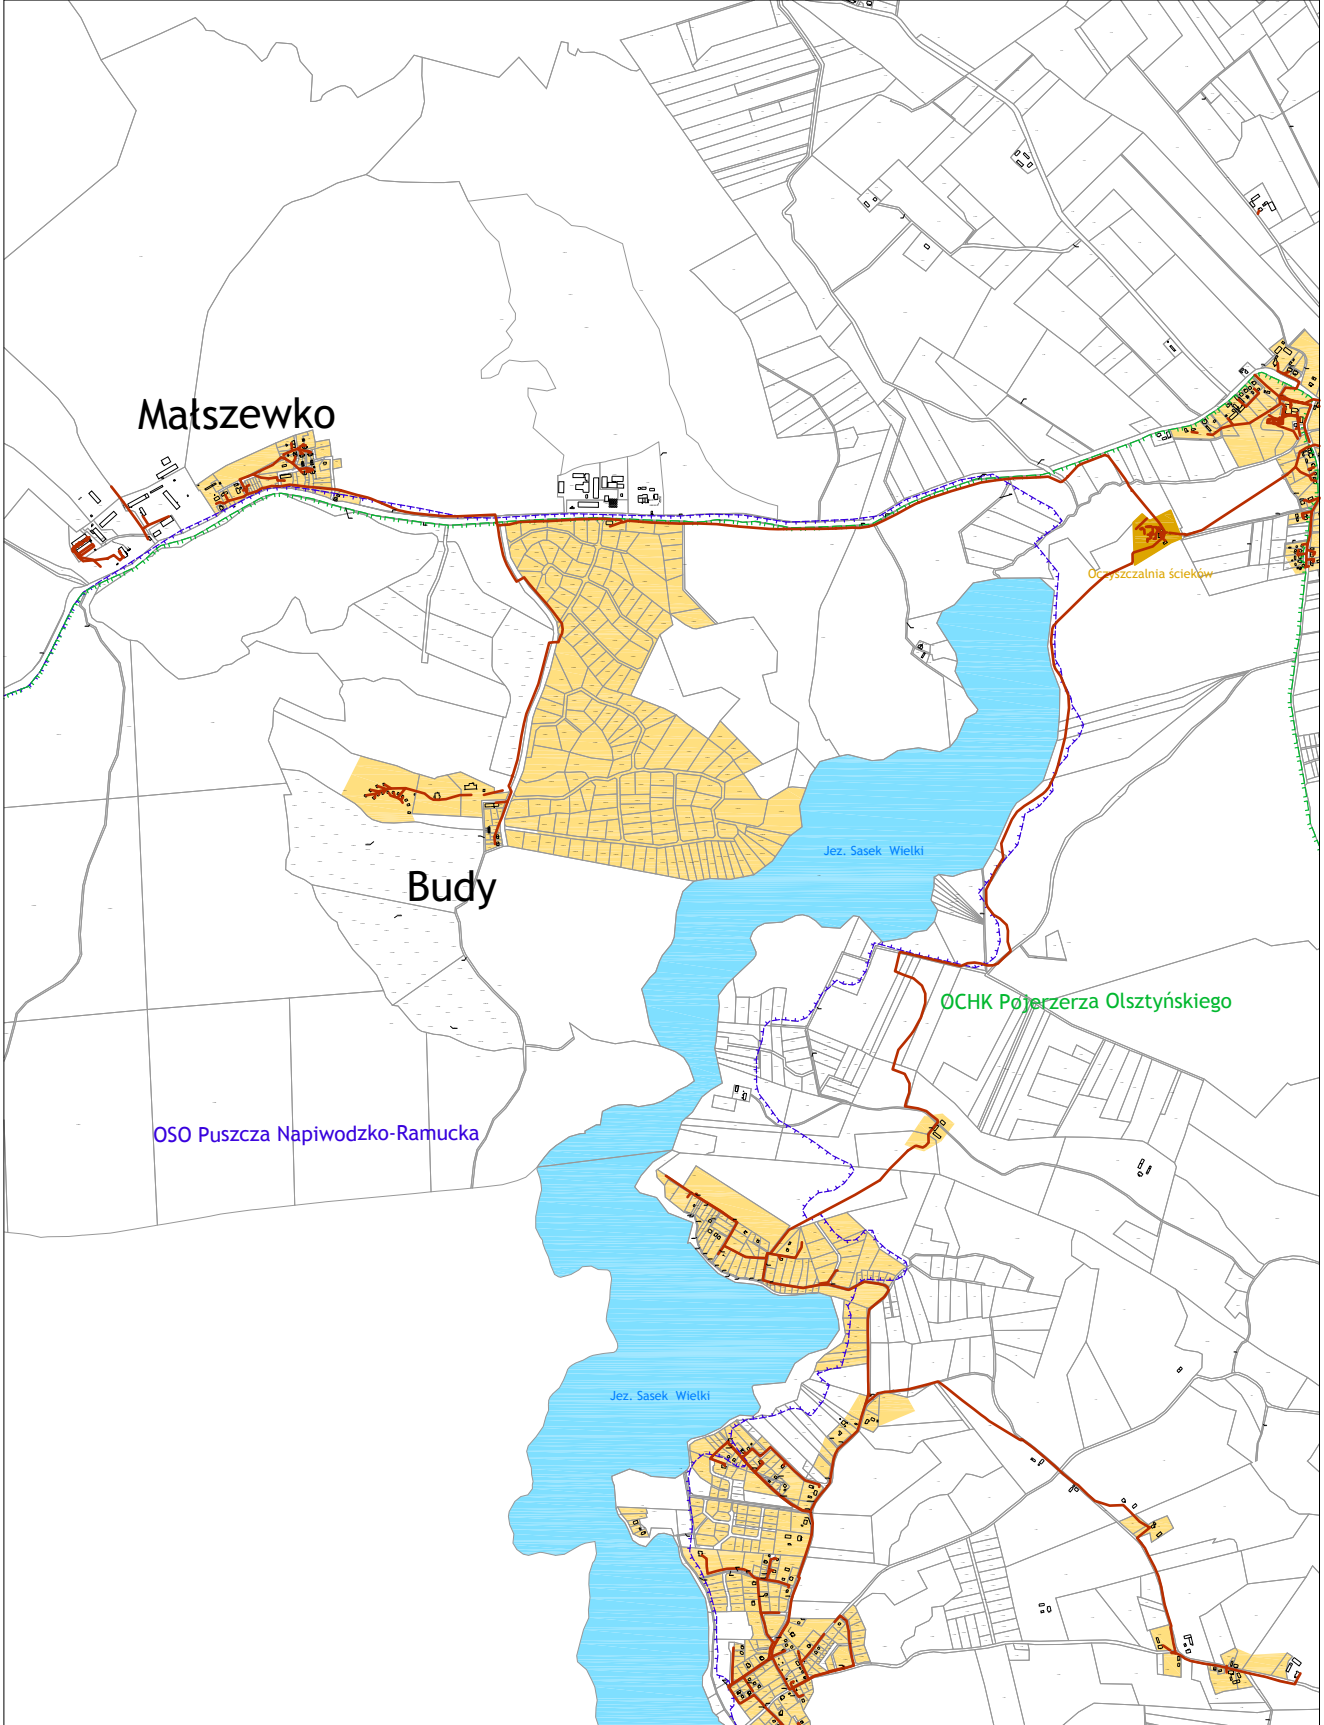 Małszewko
Oczyszczalnia ścieków
Jez. Sasek Wielki
Budy
OCHK Pojerzerza Olsztyńskiego
OSO Puszcza Napiwodzko-Ramucka
Jez. Sasek Wielki